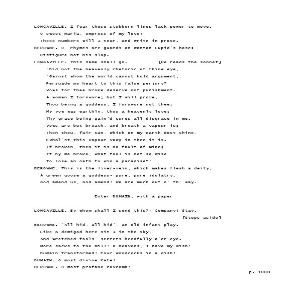 LONGAVILLE. I fear these stubborn lines lack power to move.
O sweet Maria, empress of my love!
These numbers will I tear, and write in prose.
BEROWNE. O, rhymes are guards on wanton Cupid's hose:
Disfigure not his slop.
LONGAVILLE. This same shall go. [He reads the sonnet]
'Did not the heavenly rhetoric of thine eye,
'Gainst whom the world cannot hold argument,
Persuade my heart to this false perjury?
Vows for thee broke deserve not punishment.
A woman I forswore; but I will prove,
Thou being a goddess, I forswore not thee:
My vow was earthly, thou a heavenly love;
Thy grace being gain'd cures all disgrace in me.
Vows are but breath, and breath a vapour is;
Then thou, fair sun, which on my earth dost shine,
Exhal'st this vapour-vow; in thee it is.
If broken, then it is no fault of mine;
If by me broke, what fool is not so wise
To lose an oath to win a paradise?'
BEROWNE. This is the liver-vein, which makes flesh a deity,
A green goose a goddess- pure, pure idolatry.
God amend us, God amend! We are much out o' th' way.
Enter DUMAIN, with a paper
LONGAVILLE. By whom shall I send this?- Company! Stay.
[Steps aside]
BEROWNE. 'All hid, all hid'- an old infant play.
Like a demigod here sit I in the sky,
And wretched fools' secrets heedfully o'er-eye.
More sacks to the mill! O heavens, I have my wish!
Dumain transformed! Four woodcocks in a dish!
DUMAIN. O most divine Kate!
BEROWNE. O most profane coxcomb!